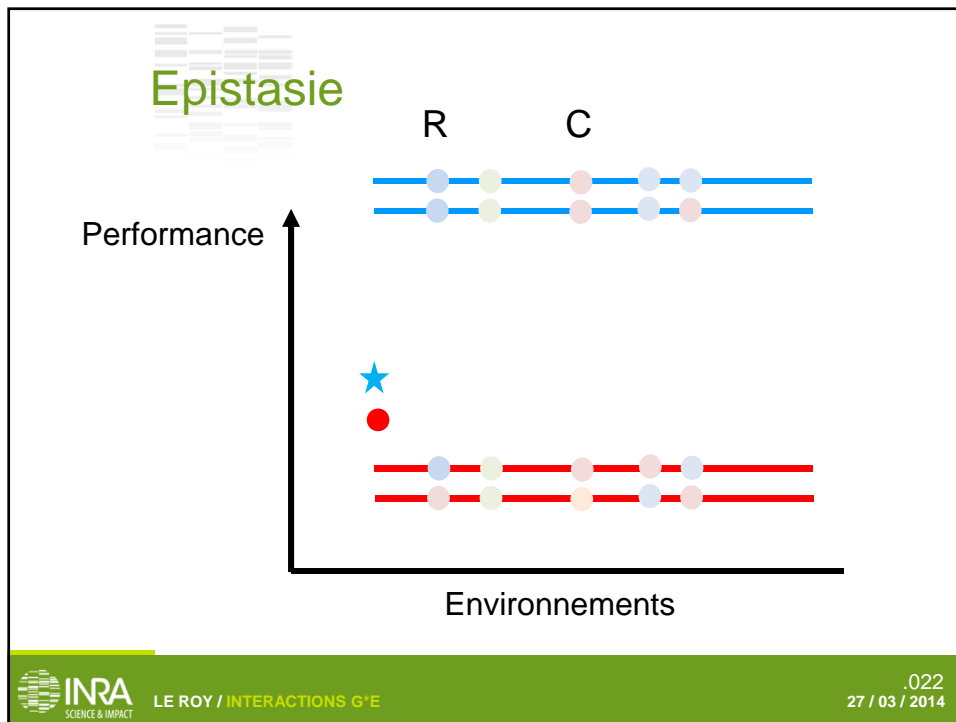 Epistasie
R C
Performance
Environnements
INRA
SCIENCE & IMPACT
LE ROY / INTERACTIONS G*E
.022
27 / 03 / 2014